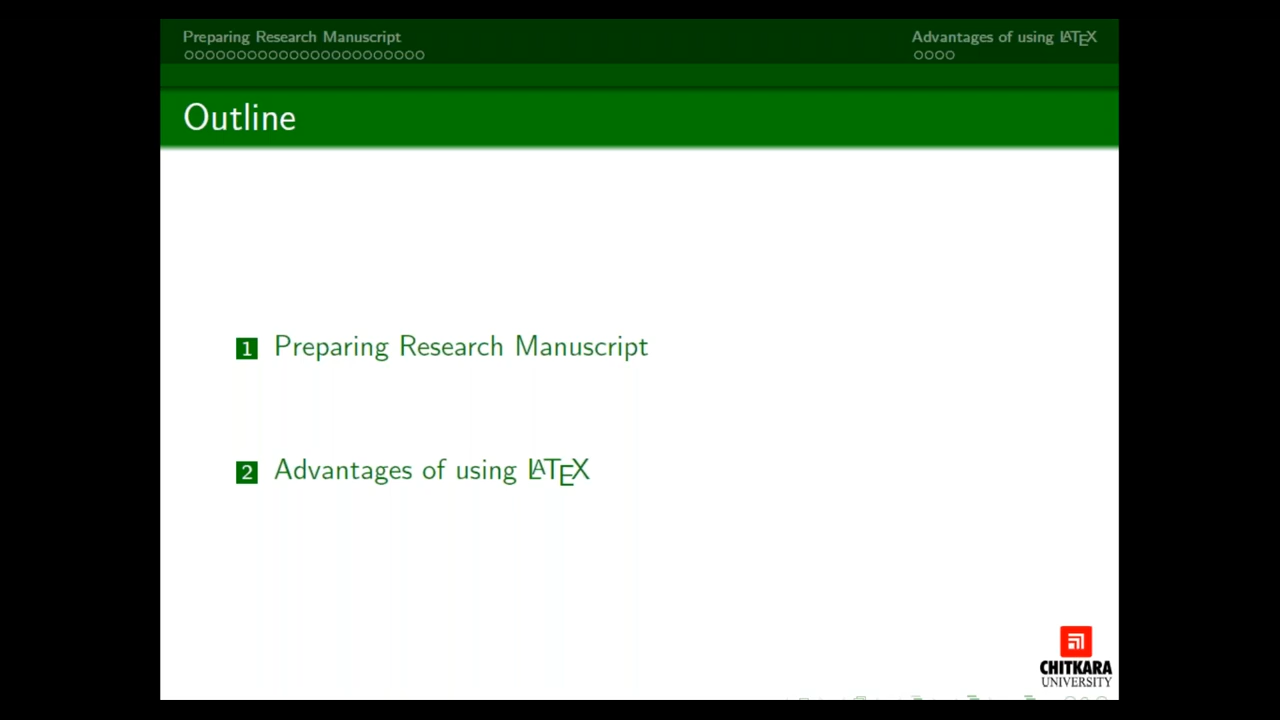 Preparing Research Manuscript
Advantages of using LATEX
Outline
1 Preparing Research Manuscript
2 Advantages of using LATEX
CHITKARA
UNIVERSITY